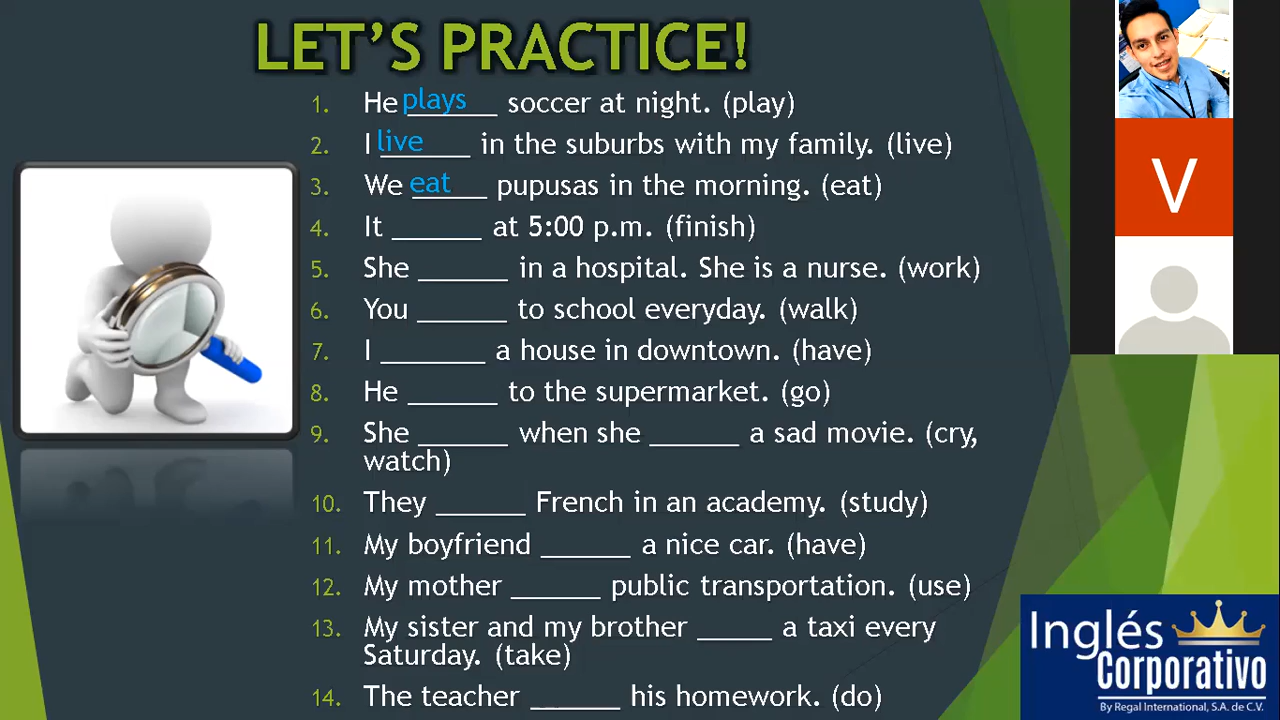 LET'S PRACTICE!
1. He plays______ soccer at night. (play)
2. I live______ in the suburbs with my family. (live)
3. We eat_____ pupusas in the morning. (eat)
4. It ______ at 5:00 p.m. (finish)
5. She ______ in a hospital. She is a nurse. (work)
6. You ______ to school everyday. (walk)
7. I _______ a house in downtown. (have)
8. He ______ to the supermarket. (go)
9. She ______ when she ______ a sad movie. (cry,
watch)
10. They ______ French in an academy. (study)
11. My boyfriend ______ a nice car. (have)
12. My mother ______ public transportation. (use)
13. My sister and my brother _____ a taxi every
Saturday. (take)
14. The teacher ______ his homework. (do)
V
Inglés
Corporativo
By Regal International, S.A. de C.V.